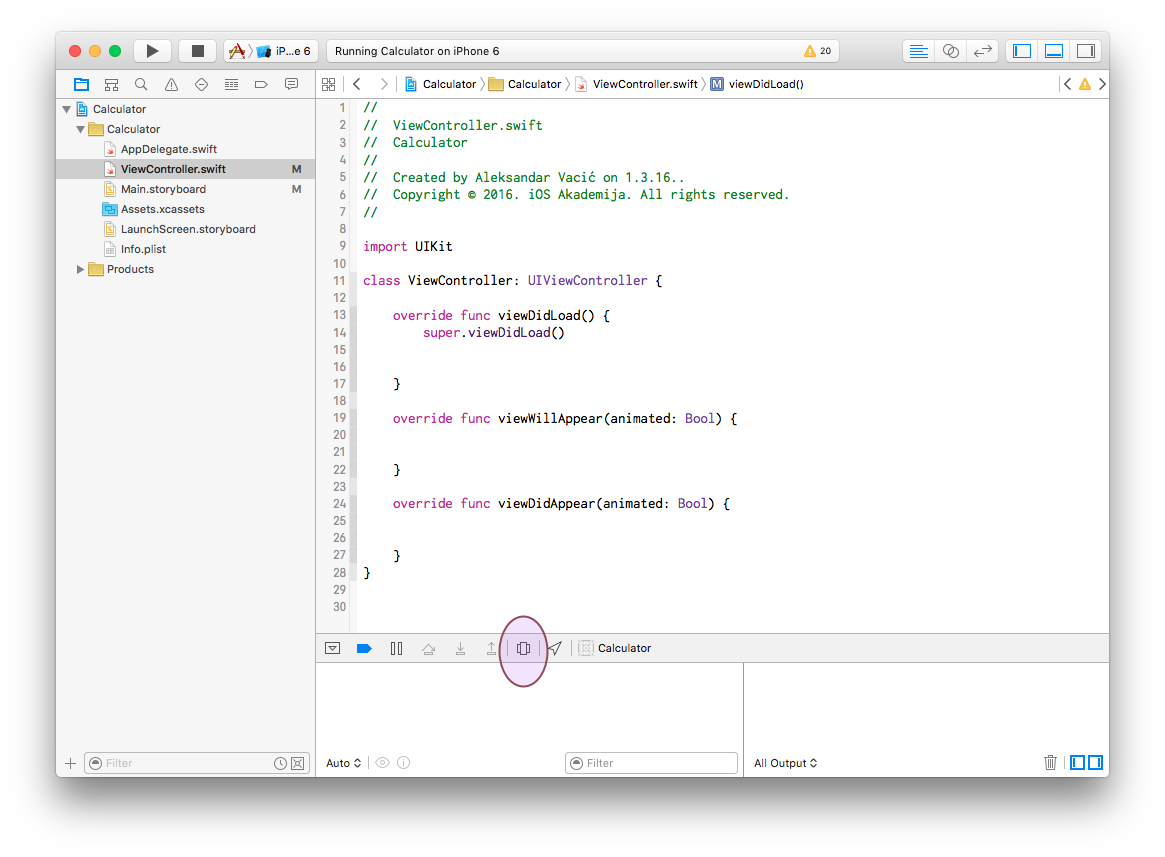 iP...e 6
Running Calculator on iPhone 6
20
Calculator
Calculator
ViewController.swift
M
viewDidLoad()
Calculator
Calculator
AppDelegate.swift
ViewController.swift M
Main.storyboard M
Assets.xcassets
LaunchScreen.storyboard
Info.plist
Products
1 //
2 //  ViewController.swift
3 //  Calculator
4 //
5 //  Created by Aleksandar Vacić on 1.3.16..
6 //  Copyright © 2016. iOS Akademija. All rights reserved.
7 //
8
9 import UIKit
10
11 class ViewController: UIViewController {
12
13     override func viewDidLoad() {
14         super.viewDidLoad()
15
16
17     }
18
19     override func viewWillAppear(animated: Bool) {
20
21
22     }
23
24     override func viewDidAppear(animated: Bool) {
25
26
27     }
28 }
29
30
Calculator
Filter
Auto
Filter
All Output